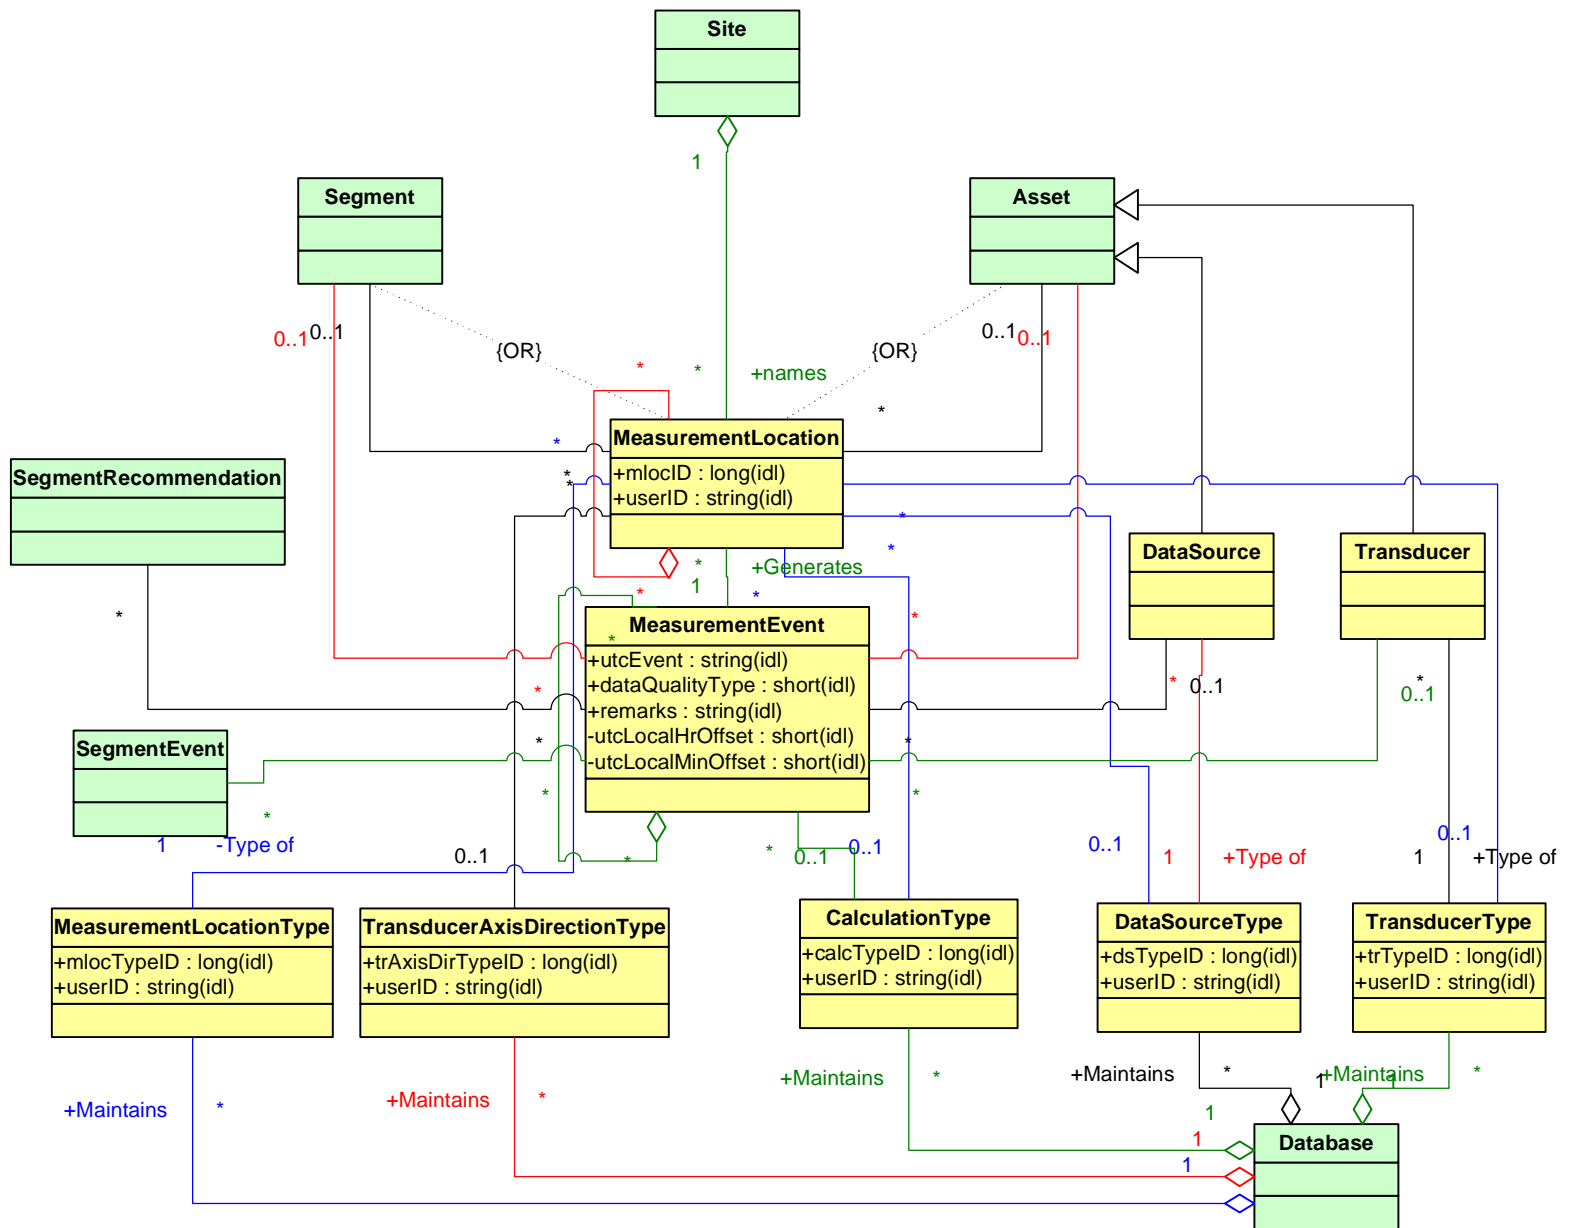 Site
1
Segment
Asset
0..1
0..1
{OR}
{OR}
0..1
0..1
*
*
+names
*
MeasurementLocation
+mlocID : long(idl)
+userID : string(idl)
*
*
*
SegmentRecommendation
*
*
*
+Generates
1
*
*
DataSource
Transducer
*
MeasurementEvent
+utcEvent : string(idl)
+dataQualityType : short(idl)
+remarks : string(idl)
-utcLocalHrOffset : short(idl)
-utcLocalMinOffset : short(idl)
*
*
*
*
0..1
*
0..1
SegmentEvent
*
*
*
*
*
1
-Type of
0..1
*
*
0..1
0..1
0..1
1
+Type of
0..1
1
+Type of
MeasurementLocationType
+mlocTypeID : long(idl)
+userID : string(idl)
TransducerAxisDirectionType
+trAxisDirTypeID : long(idl)
+userID : string(idl)
CalculationType
+calcTypeID : long(idl)
+userID : string(idl)
DataSourceType
+dsTypeID : long(idl)
+userID : string(idl)
TransducerType
+trTypeID : long(idl)
+userID : string(idl)
+Maintains
*
+Maintains
*
+Maintains
*
+Maintains
*
1
+Maintains
1
*
1
1
1
Database